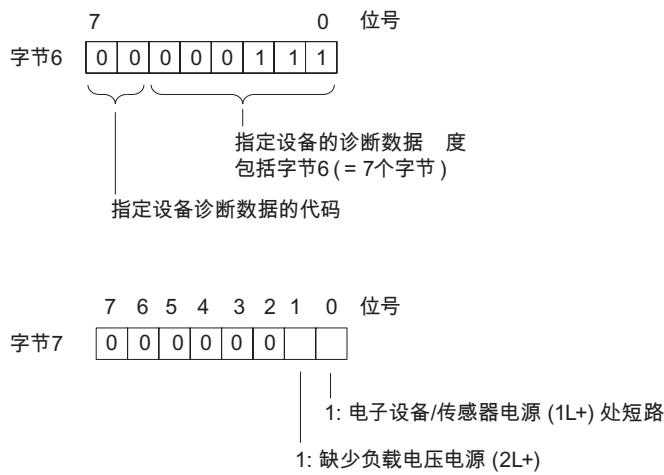 7 0 位号
字节6 0 0 0 0 0 1 1 1
指定设备的诊断数据 度
包括字节6 ( = 7个字节 )
指定设备诊断数据的代码
7 6 5 4 3 2 1 0 位号
字节7 0 0 0 0 0 0
1: 电子设备/传感器电源 (1L+) 处短路
1: 缺少负载电压电源 (2L+)